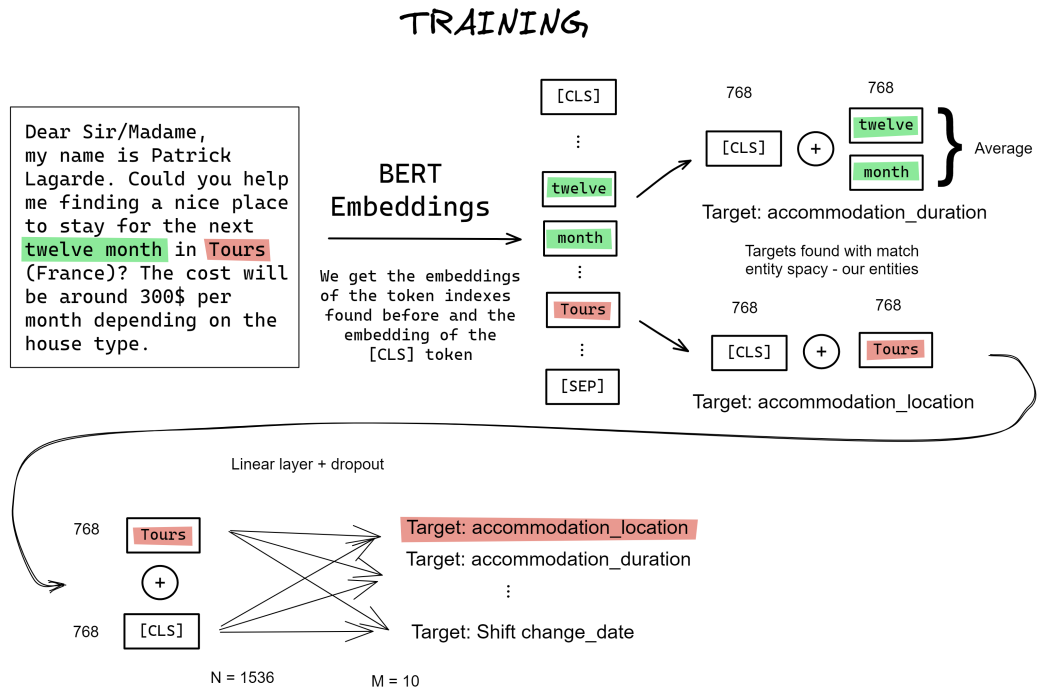 TRAINING
Dear Sir/Madame,
my name is Patrick
Lagarde. Could you help
me finding a nice place
to stay for the next
twelve month in Tours
(France)? The cost will
be around 300$ per
month depending on the
house type.
BERT
Embeddings
We get the embeddings
of the token indexes
found before and the
embedding of the
[CLS] token
[CLS]
⋮
twelve
month
⋮
Tours
⋮
[SEP]
768
768
[CLS] + twelve
month
} Average
Target: accommodation_duration
Targets found with match
entity spacy - our entities
768
768
[CLS] + Tours
Target: accommodation_location
Linear layer + dropout
768 Tours
+
768 [CLS]
N = 1536
Target: accommodation_location
Target: accommodation_duration
⋮
Target: Shift change_date
M = 10